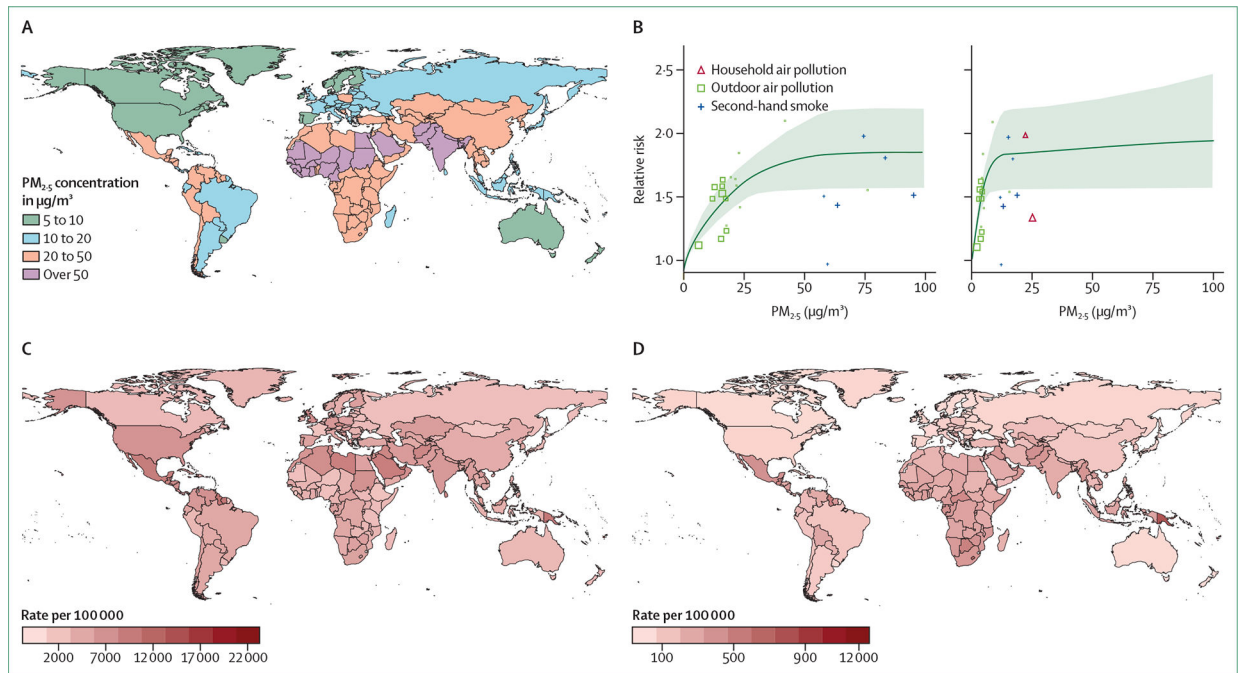 A
PM2·5 concentration
in µg/m³
5 to 10
10 to 20
20 to 50
Over 50
B
Household air pollution
Outdoor air pollution
Second-hand smoke
Relative risk
2·5
2·0
1·5
1·0
0 25 50 75 100
PM2·5 (µg/m³)
0 25 50 75 100
PM2·5 (µg/m³)
C
Rate per 100 000
2000 7000 12 000 17 000 22 000
D
Rate per 100 000
100 500 900 12 000